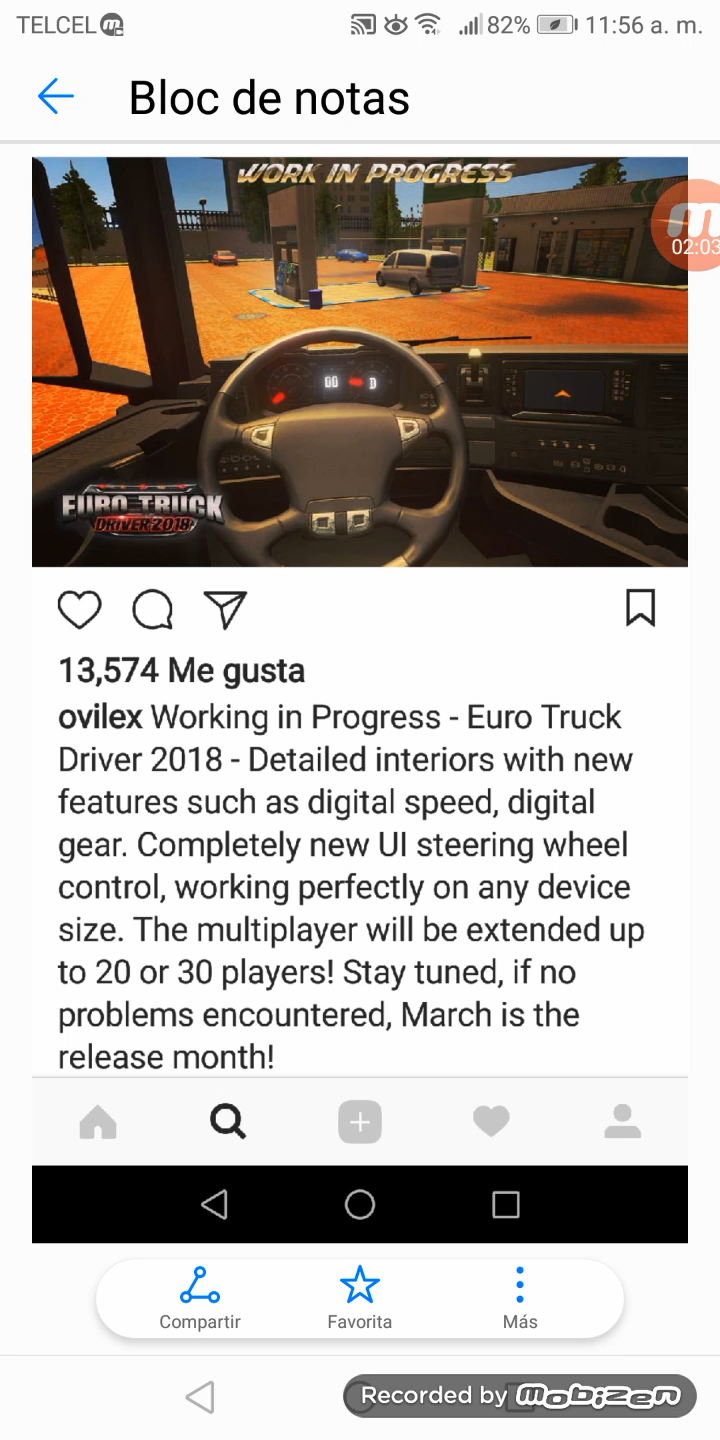 TELCEL
82%
11:56 a. m.
Bloc de notas
WORK IN PROGRESS
02:03
00 D
EURO TRUCK
DRIVER 2018
13,574 Me gusta
ovilex Working in Progress - Euro Truck
Driver 2018 - Detailed interiors with new
features such as digital speed, digital
gear. Completely new UI steering wheel
control, working perfectly on any device
size. The multiplayer will be extended up
to 20 or 30 players! Stay tuned, if no
problems encountered, March is the
release month!
Compartir
Favorita
Más
Recorded by mobizen